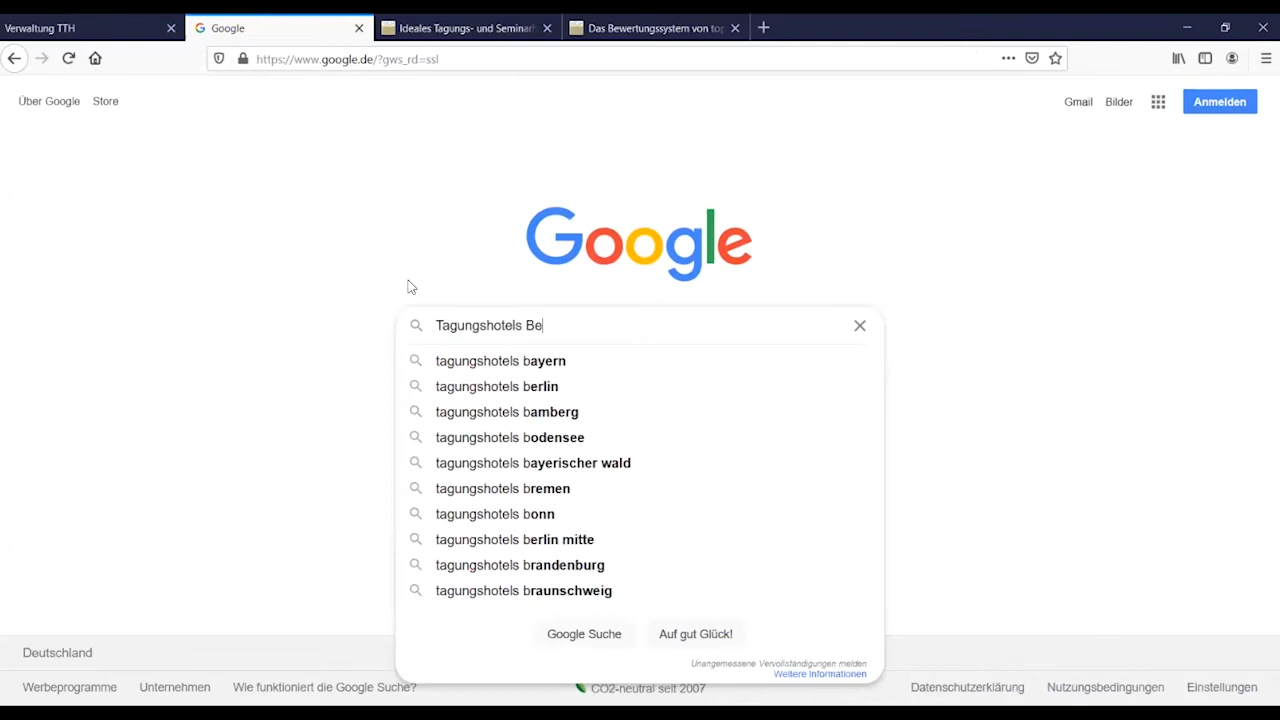 Verwaltung TTH
Google
Ideales Tagungs- und Seminarh
Das Bewertungssystem von top
https://www.google.de/?gws_rd=ssl
Über Google Store
Gmail Bilder Anmelden
Google
Tagungshotels Be
tagungshotels bayern
tagungshotels berlin
tagungshotels bamberg
tagungshotels bodensee
tagungshotels bayerischer wald
tagungshotels bremen
tagungshotels bonn
tagungshotels berlin mitte
tagungshotels brandenburg
tagungshotels braunschweig
Google Suche Auf gut Glück!
Unangemessene Vervollständigungen melden
Weitere Informationen
Deutschland
Werbeprogramme Unternehmen Wie funktioniert die Google Suche? CO2-neutral seit 2007 Datenschutzerklärung Nutzungsbedingungen Einstellungen